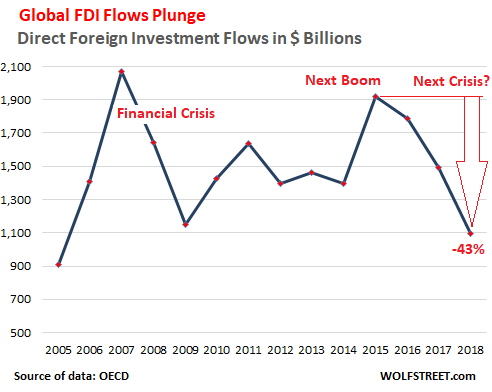 Global FDI Flows Plunge
Direct Foreign Investment Flows in $ Billions
2,100
1,900
1,700
1,500
1,300
1,100
900
700
500
Financial Crisis
Next Boom
Next Crisis?
-43%
2005 2006 2007 2008 2009 2010 2011 2012 2013 2014 2015 2016 2017 2018
Source of data: OECD
WOLFSTREET.COM